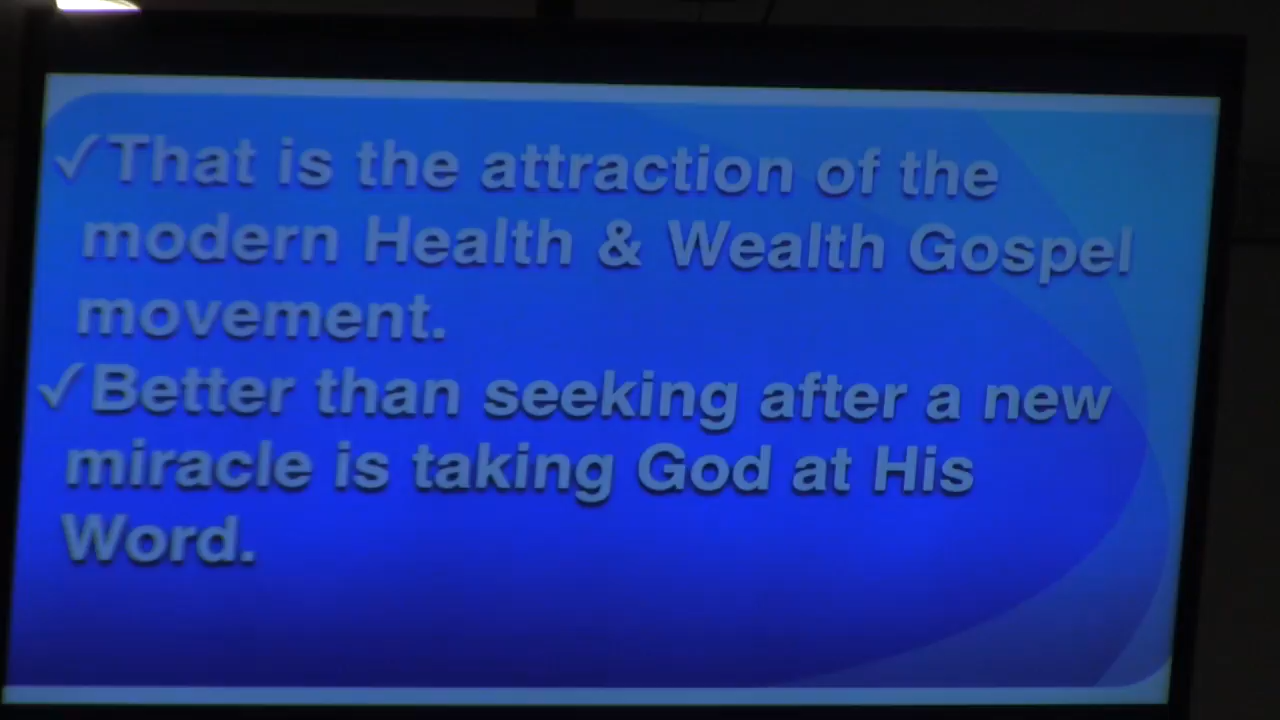 ✓That is the attraction of the
modern Health & Wealth Gospel
movement.
✓Better than seeking after a new
miracle is taking God at His
Word.